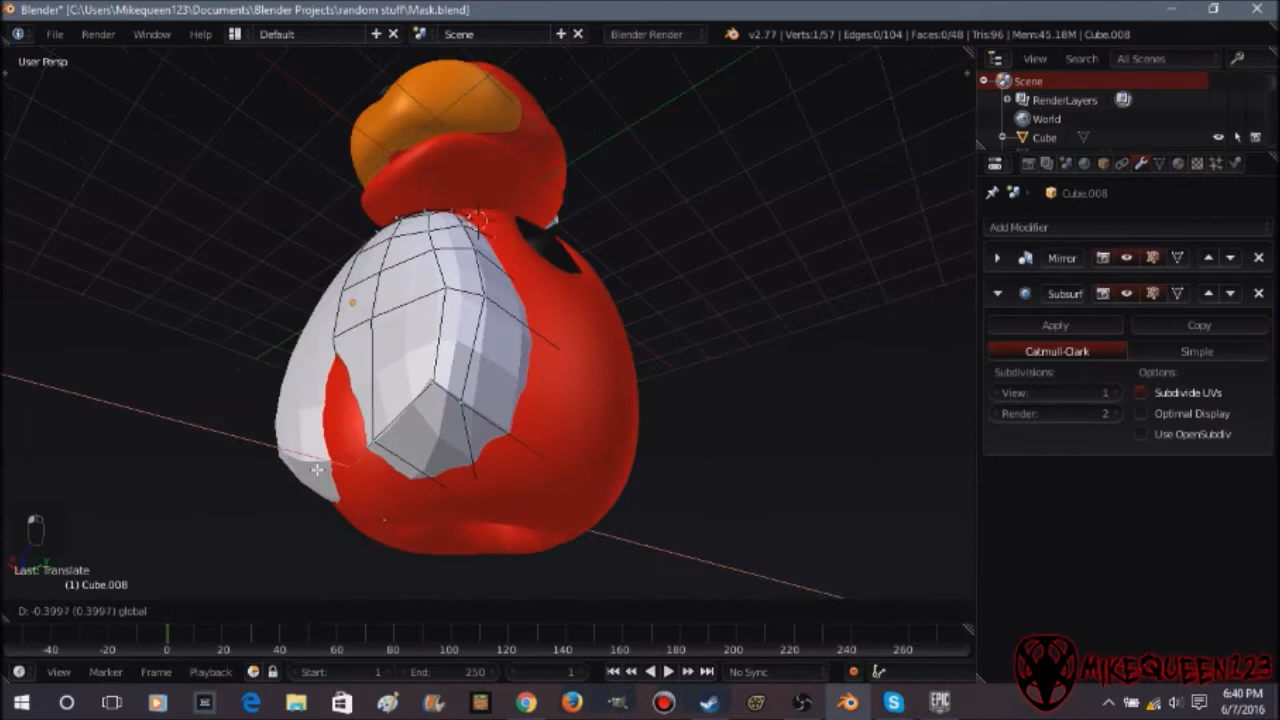 Blender* [C:\Users\Mikequeen123\Documents\Blender Projects\random stuff\Mask.blend]
File Render Window Help Default Scene Blender Render v2.77 | Verts:1/57 | Edges:0/104 | Faces:0/48 | Tris:96 | Mem:45.18M | Cube.008
User Persp
View Search All Scenes
Scene
RenderLayers
World
Cube
Cube.008
Add Modifier
Mirror
Subsurf
Apply Copy
Catmull-Clark Simple
Subdivisions: Options:
View: 1 Subdivide UVs
Render: 2 Optimal Display
Use OpenSubdiv
Last: Translate
(1) Cube.008
D: -0.3997 (0.3997) global
-40 -20 0 20 40 60 80 100 120 140 160 180 200 220 240 260
View Marker Frame Playback Start: 1 End: 250 1 No Sync
MIKEQUEEN123
EPIC
6:40 PM
6/7/2016